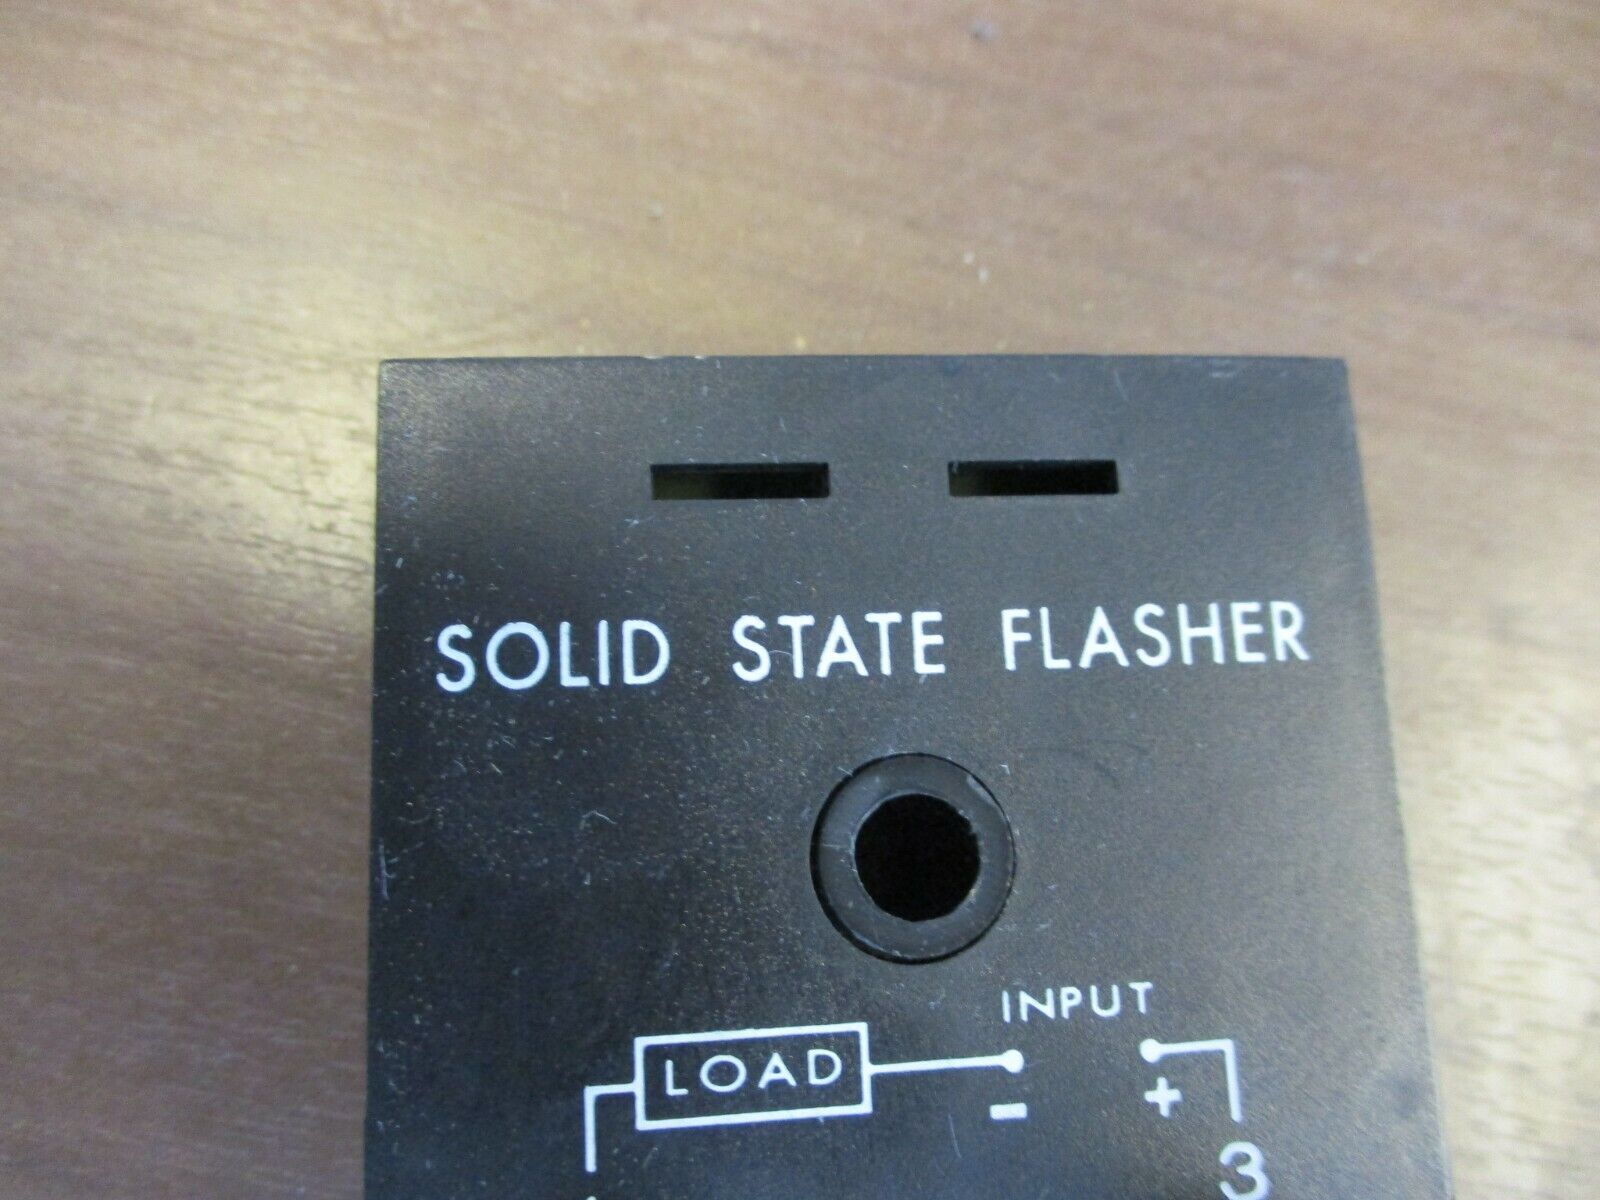 SOLID STATE FLASHER
INPUT
LOAD
- +
3